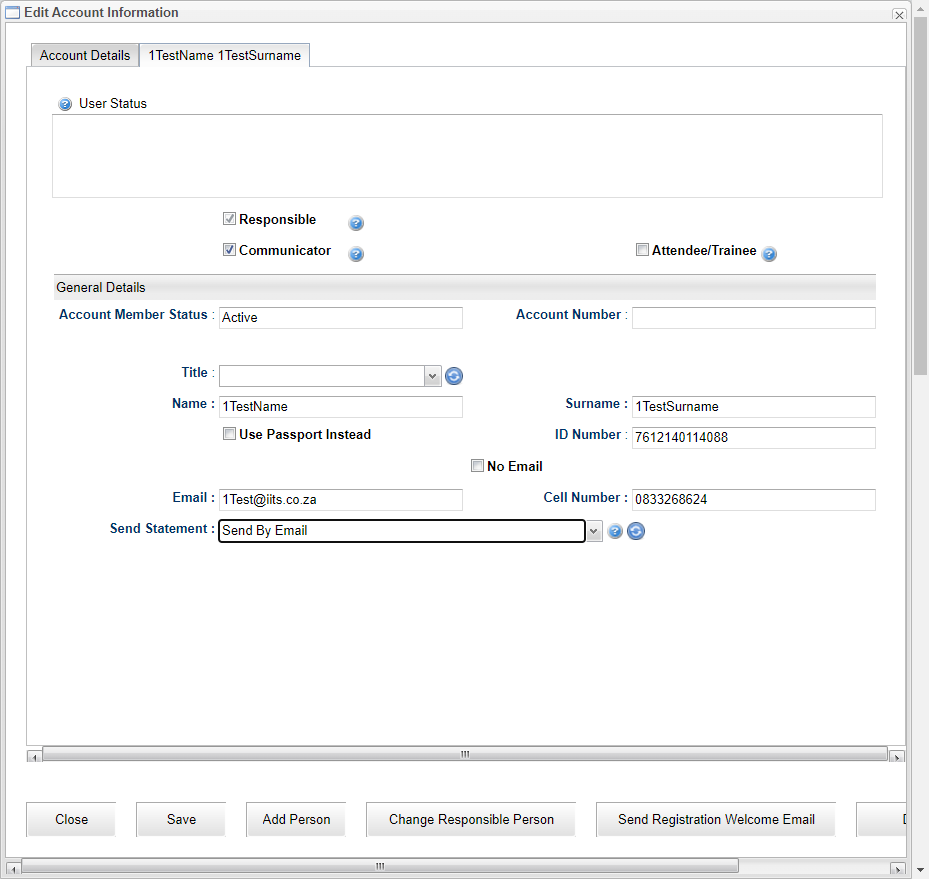 Edit Account Information
Account Details 1TestName 1TestSurname
User Status
Responsible
Communicator Attendee/Trainee
General Details
Account Member Status : Active Account Number :
Title :
Name : 1TestName Surname : 1TestSurname
Use Passport Instead ID Number : 7612140114088
No Email
Email : 1Test@iits.co.za Cell Number : 0833268624
Send Statement : Send By Email
Close Save Add Person Change Responsible Person Send Registration Welcome Email